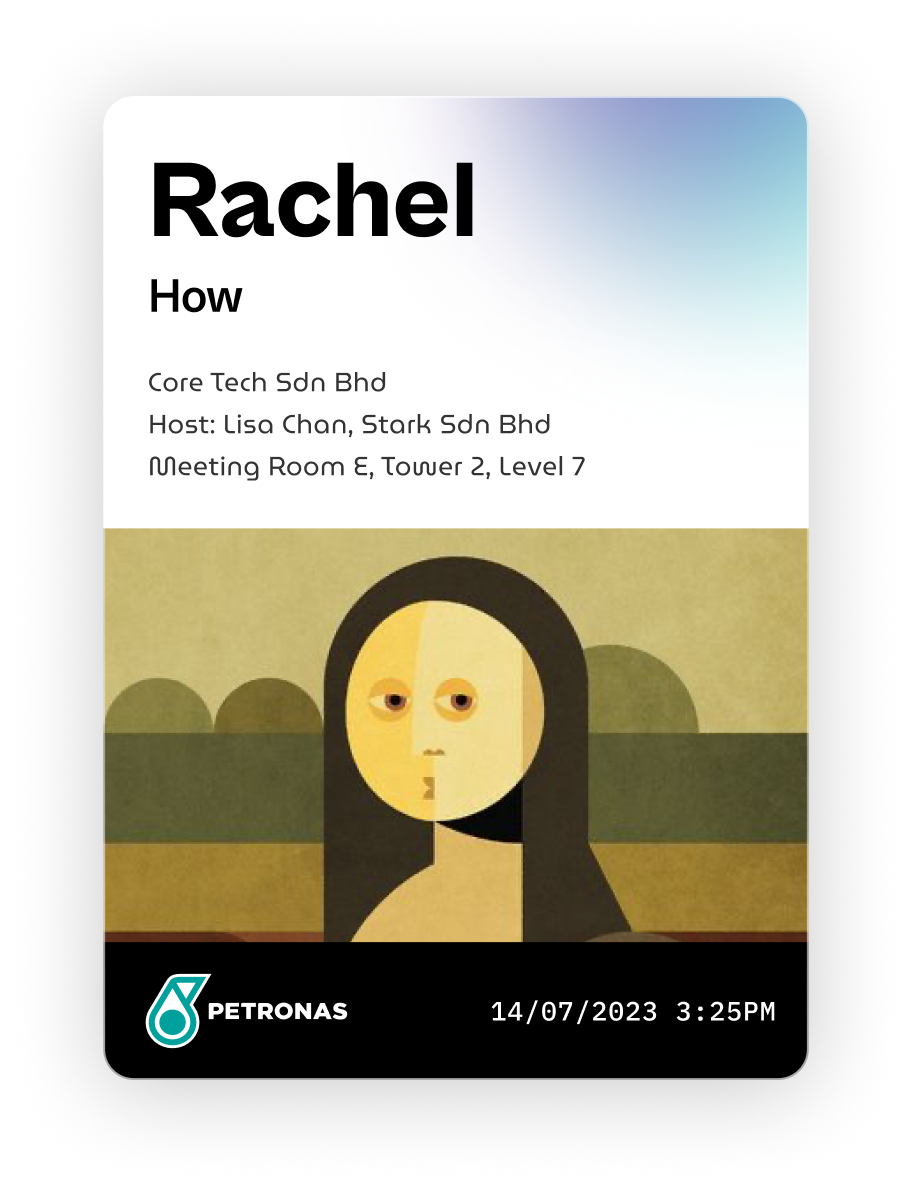 Rachel
How
Core Tech Sdn Bhd
Host: Lisa Chan, Stark Sdn Bhd
Meeting Room E, Tower 2, Level 7
PETRONAS
14/07/2023 3:25PM